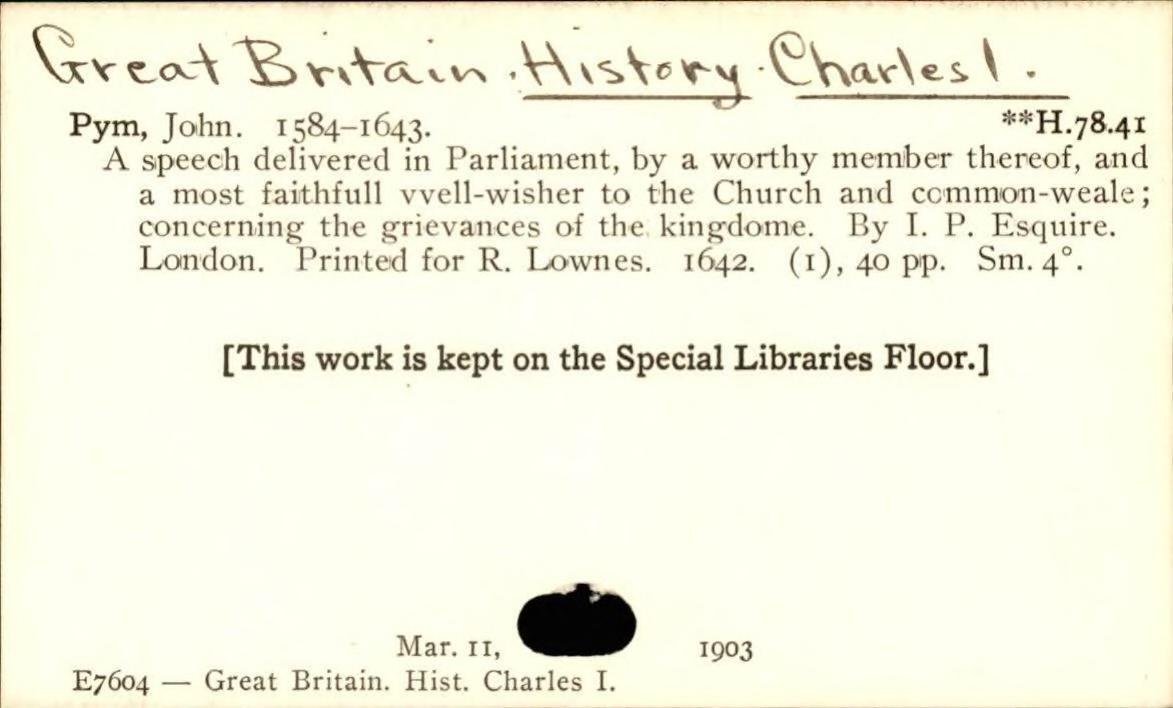 Great Britain. History. Charles I.
Pym, John. 1584-1643. **H.78.41
A speech delivered in Parliament, by a worthy member thereof, and
a most faithfull vvell-wisher to the Church and common-weale;
concerning the grievances of the kingdome. By I. P. Esquire.
London. Printed for R. Lownes. 1642. (1), 40 pp. Sm. 4°.
[This work is kept on the Special Libraries Floor.]
Mar. 11, 1903
E7604 — Great Britain. Hist. Charles I.